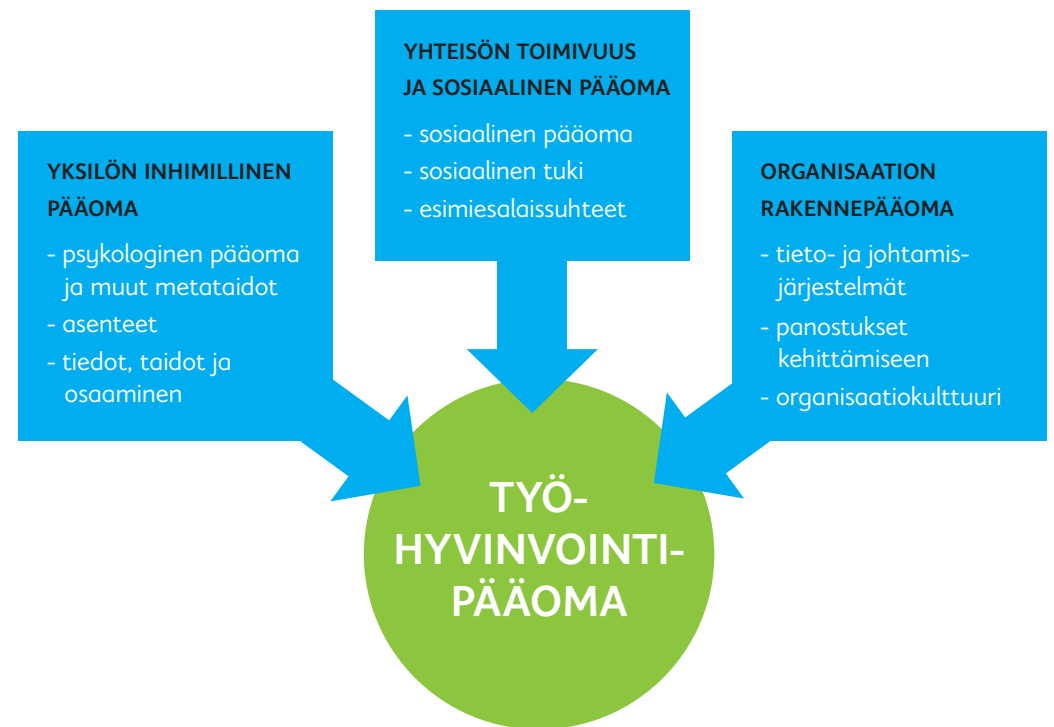 YHTEISÖN TOIMIVUUS
JA SOSIAALINEN PÄÄOMA
- sosiaalinen pääoma
- sosiaalinen tuki
- esimiesalaissuhteet
YKSILÖN INHIMILLINEN
PÄÄOMA
- psykologinen pääoma
ja muut metataidot
- asenteet
- tiedot, taidot ja
osaaminen
ORGANISAATION
RAKENNEPÄÄOMA
- tieto- ja johtamis-
järjestelmät
- panostukset
kehittämiseen
- organisaatiokulttuuri
TYÖ-
HYVINVOINTI-
PÄÄOMA